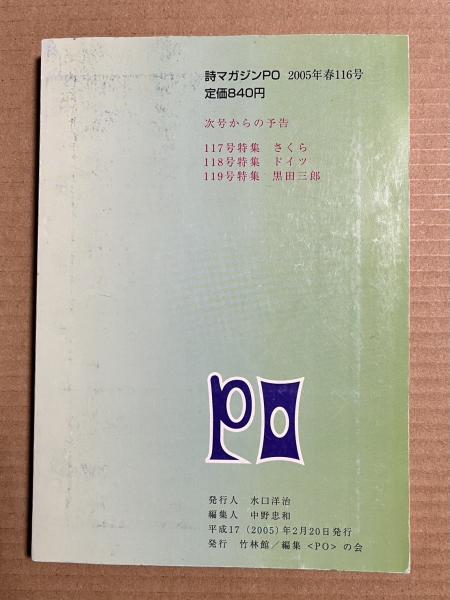 詩マガジンPO 2005年春116号
定価840円
次号からの予告
117号特集 さくら
118号特集 ドイツ
119号特集 黒田三郎
PO
発行人 水口洋治
編集人 中野忠和
平成17（2005）年2月20日発行
発行 竹林館／編集 <PO> の会